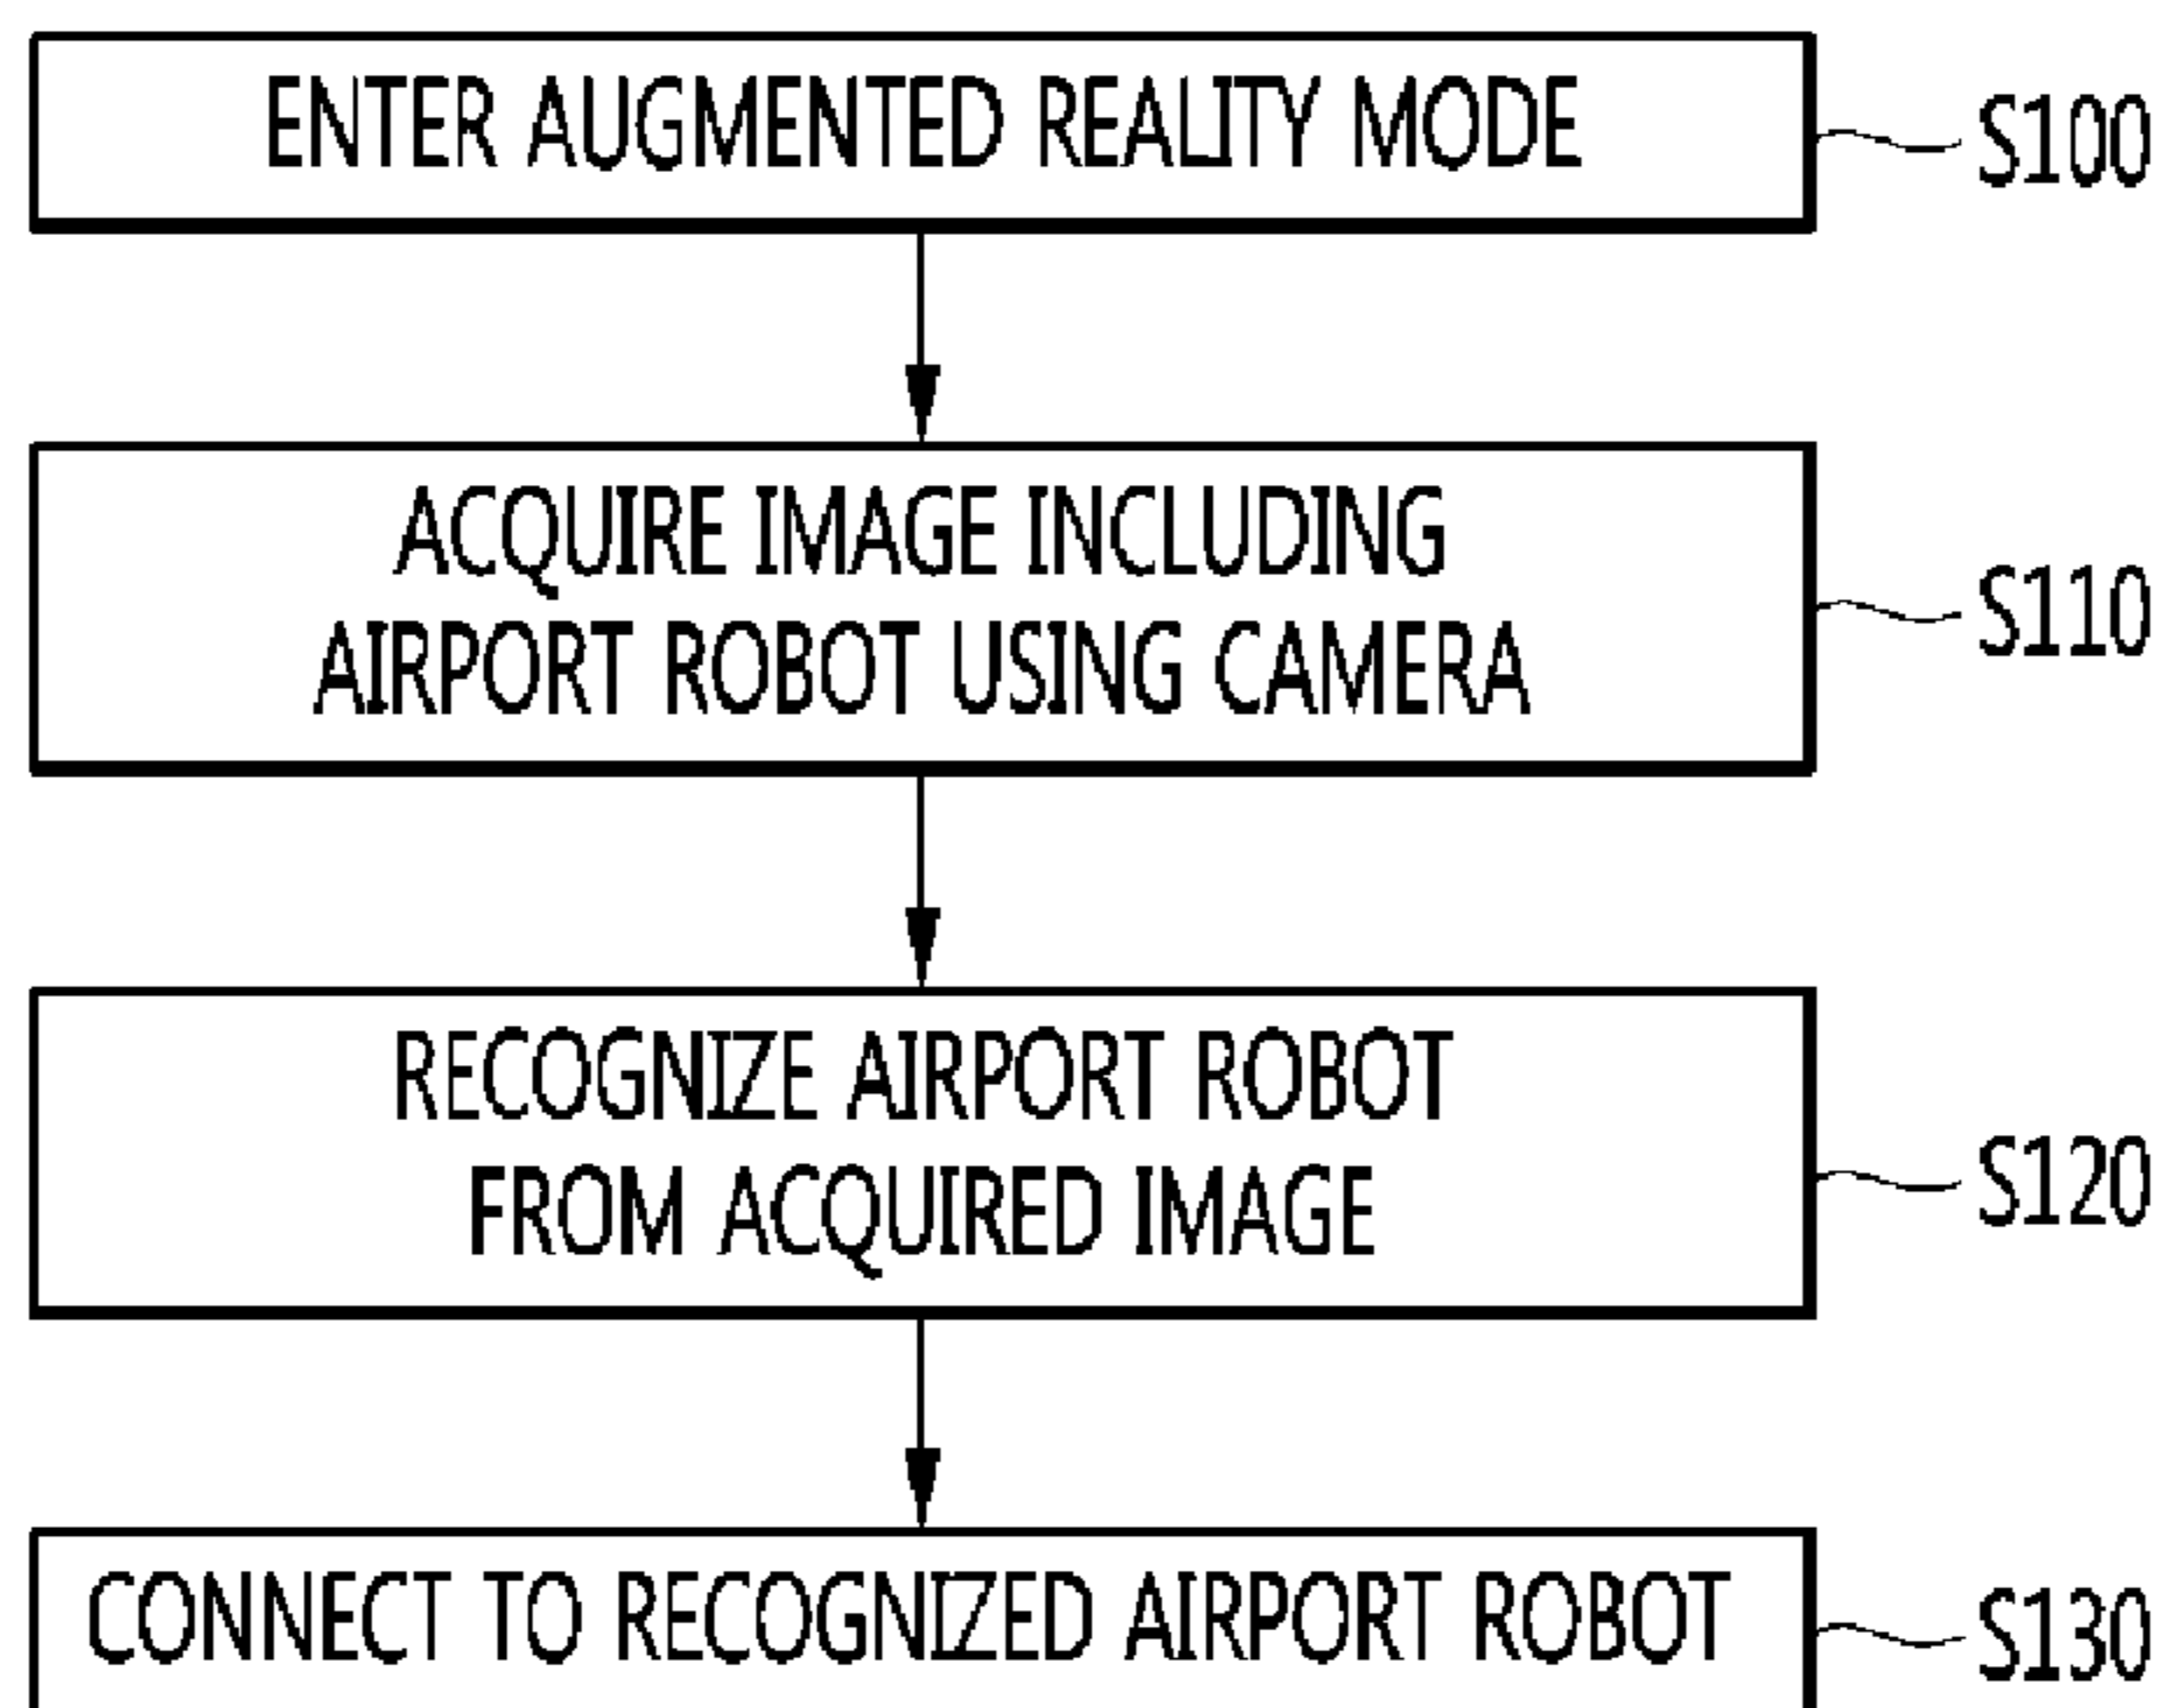 ENTER AUGMENTED REALITY MODE
S100
ACQUIRE IMAGE INCLUDING
AIRPORT ROBOT USING CAMERA
S110
RECOGNIZE AIRPORT ROBOT
FROM ACQUIRED IMAGE
S120
CONNECT TO RECOGNIZED AIRPORT ROBOT
S130